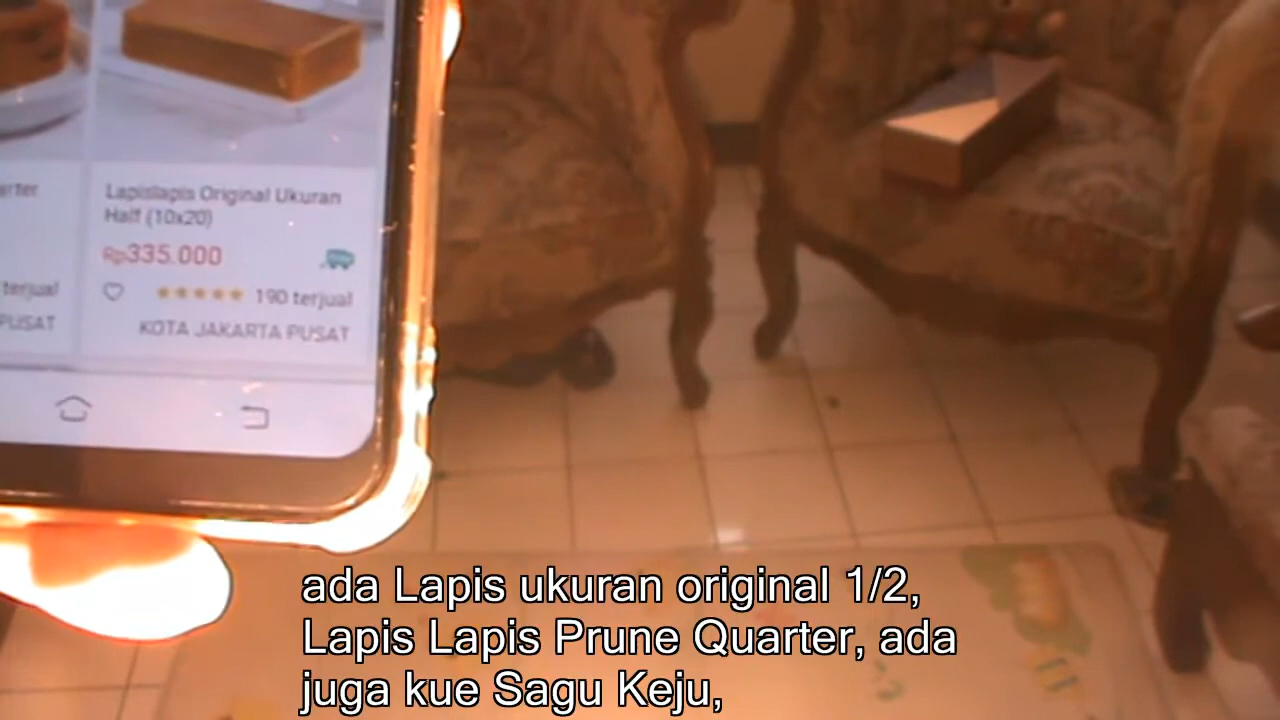 arter
Lapislapis Original Ukuran
Half (10x20)
Rp335.000
terjual
190 terjual
PUSAT
KOTA JAKARTA PUSAT
ada Lapis ukuran original 1/2,
Lapis Lapis Prune Quarter, ada
juga kue Sagu Keju,